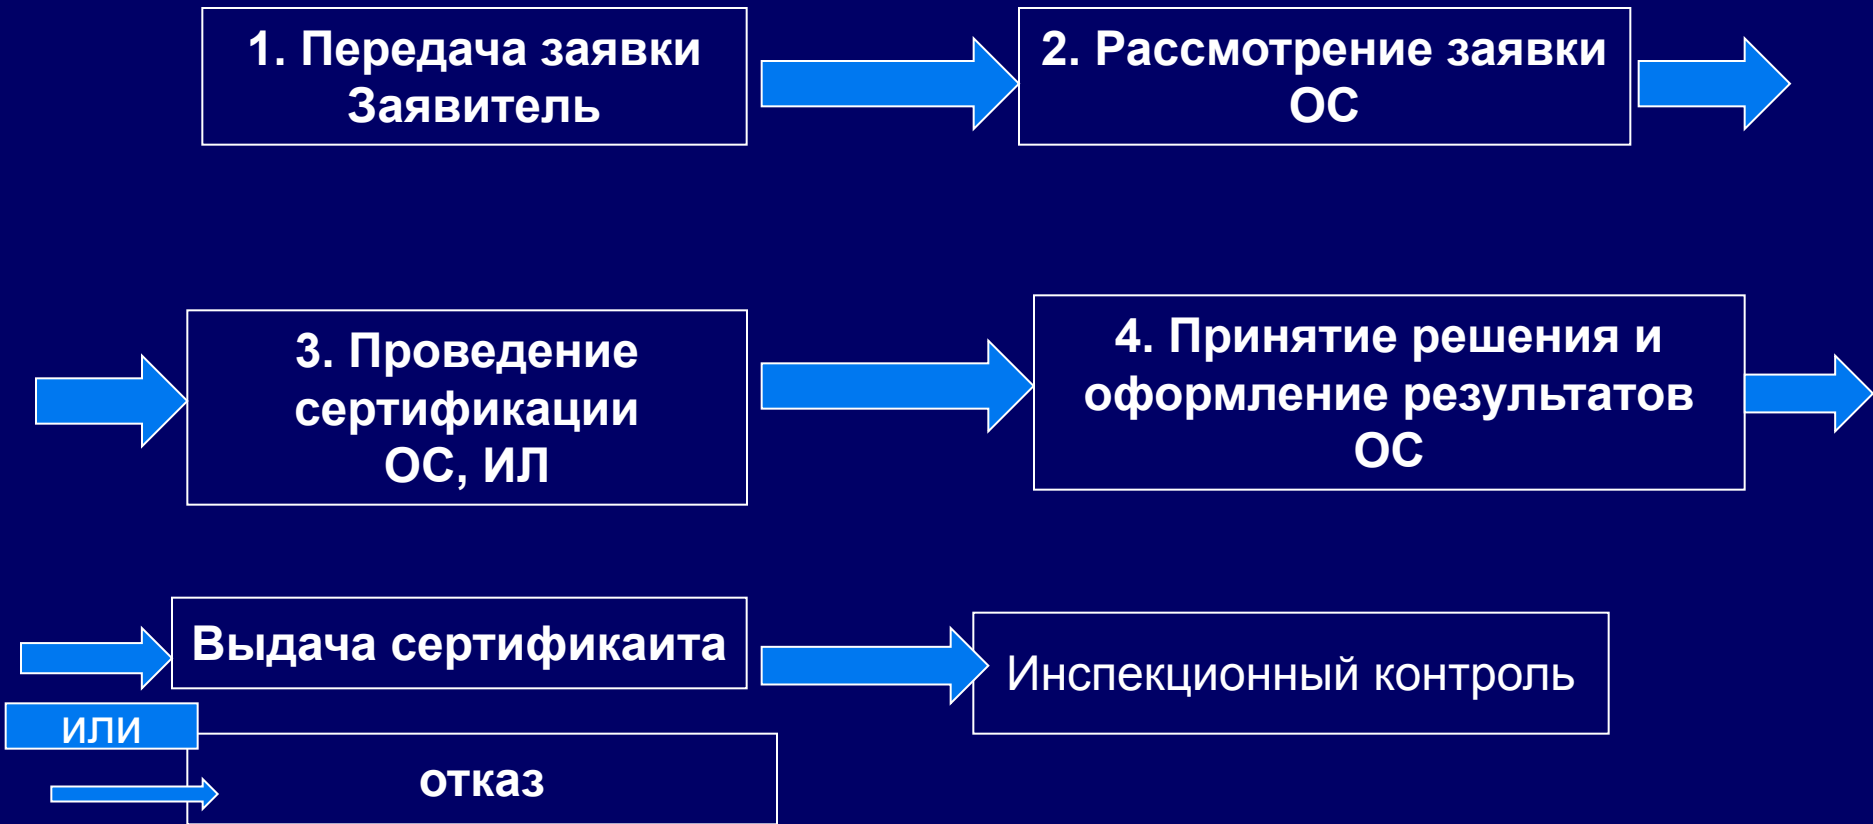 1. Передача заявки
Заявитель
2. Рассмотрение заявки
ОС
3. Проведение
сертификации
ОС, ИЛ
4. Принятие решения и
оформление результатов
ОС
Выдача сертификаита
Инспекционный контроль
или
отказ